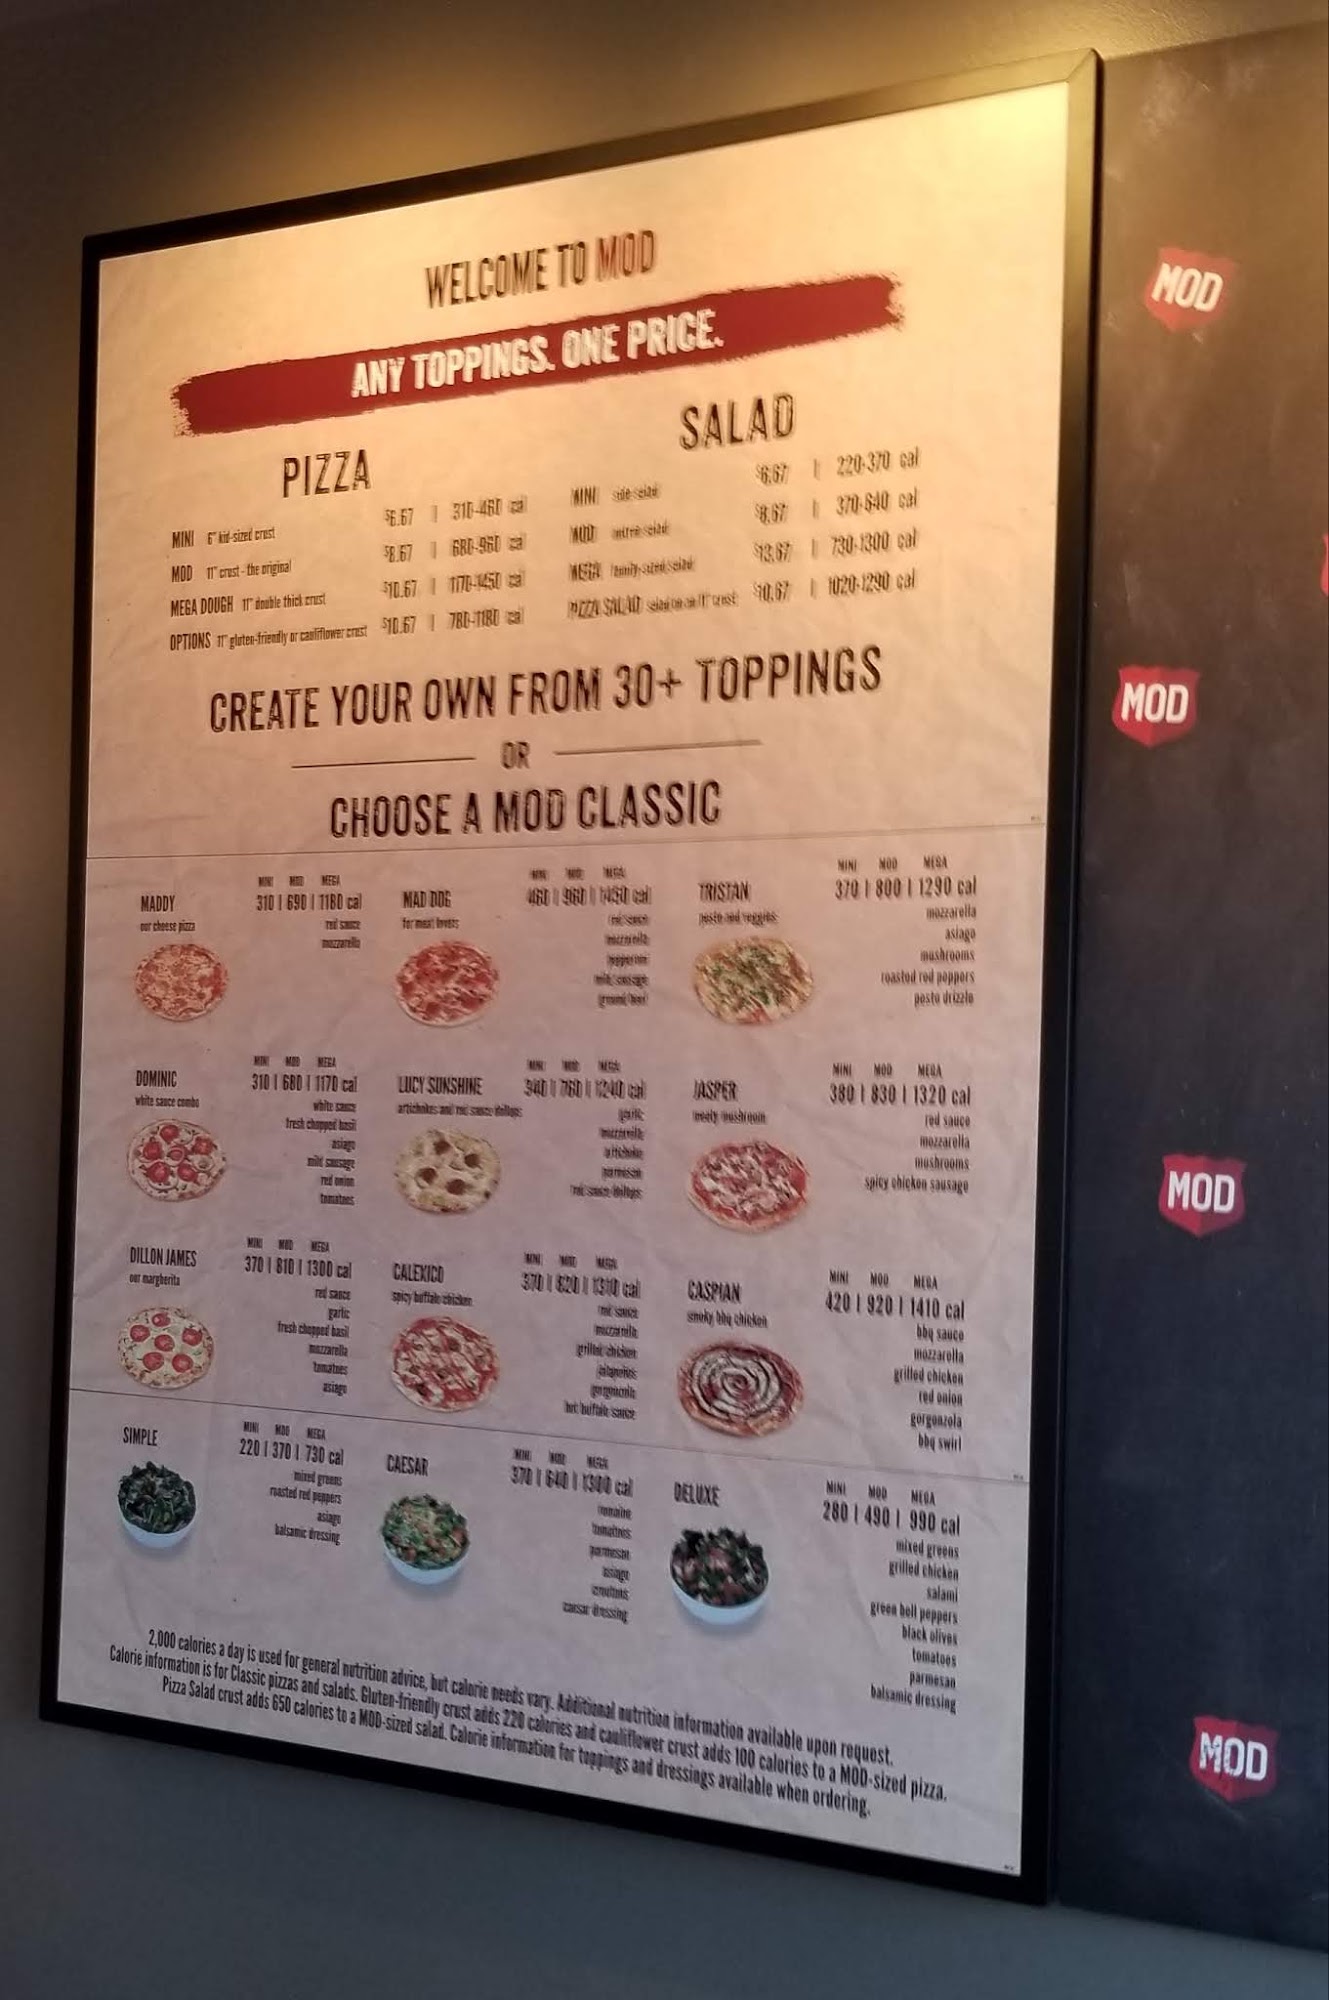 WELCOME TO MOD
ANY TOPPINGS. ONE PRICE.
PIZZA
MINI 6" kid-sized crust $6.67 | 310-460 cal
MOD 11" crust - the original $8.67 | 680-960 cal
MEGA DOUGH 11" double thick crust $10.67 | 1170-1450 cal
OPTIONS 11" gluten-friendly or cauliflower crust $10.67 | 780-1180 cal
SALAD
MINI side salad $6.67 | 220-370 cal
MOD entree salad $8.67 | 370-640 cal
MEGA family-sized salad $13.67 | 730-1300 cal
PIZZA SALAD salad on an 11" crust $10.67 | 1020-1290 cal
CREATE YOUR OWN FROM 30+ TOPPINGS
OR
CHOOSE A MOD CLASSIC
MADDY
our cheese pizza
MINI MOD MEGA
310 | 690 | 1180 cal
red sauce
mozzarella
MAD DOG
for meat lovers
MINI MOD MEGA
460 | 960 | 1450 cal
red sauce
mozzarella
pepperoni
mild sausage
ground beef
TRISTAN
pesto and veggies
MINI MOD MEGA
370 | 800 | 1290 cal
mozzarella
asiago
mushrooms
roasted red peppers
pesto drizzle
DOMINIC
white sauce combo
MINI MOD MEGA
310 | 680 | 1170 cal
white sauce
fresh chopped basil
asiago
mild sausage
red onion
tomatoes
LUCY SUNSHINE
artichokes and red sauce dollops
MINI MOD MEGA
340 | 760 | 1240 cal
garlic
mozzarella
artichoke
parmesan
red sauce dollops
JASPER
meaty mushroom
MINI MOD MEGA
380 | 830 | 1320 cal
red sauce
mozzarella
mushrooms
spicy chicken sausage
DILLON JAMES
our margherita
MINI MOD MEGA
370 | 810 | 1300 cal
red sauce
garlic
fresh chopped basil
mozzarella
tomatoes
asiago
CALEXICO
spicy buffalo chicken
MINI MOD MEGA
370 | 820 | 1310 cal
red sauce
mozzarella
grilled chicken
jalapeños
gorgonzola
hot buffalo sauce
CASPIAN
smoky bbq chicken
MINI MOD MEGA
420 | 920 | 1410 cal
bbq sauce
mozzarella
grilled chicken
red onion
gorgonzola
bbq swirl
SIMPLE
MINI MOD MEGA
220 | 370 | 730 cal
mixed greens
roasted red peppers
asiago
balsamic dressing
CAESAR
MINI MOD MEGA
370 | 640 | 1300 cal
romaine
tomatoes
parmesan
asiago
croutons
caesar dressing
DELUXE
MINI MOD MEGA
280 | 490 | 990 cal
mixed greens
grilled chicken
salami
green bell peppers
black olives
tomatoes
parmesan
balsamic dressing
2,000 calories a day is used for general nutrition advice, but calorie needs vary. Additional nutrition information available upon request.
Calorie information is for Classic pizzas and salads. Gluten-friendly crust adds 220 calories and cauliflower crust adds 100 calories to a MOD-sized pizza.
Pizza Salad crust adds 650 calories to a MOD-sized salad. Calorie information for toppings and dressings available when ordering.
MOD
MOD
MOD
MOD